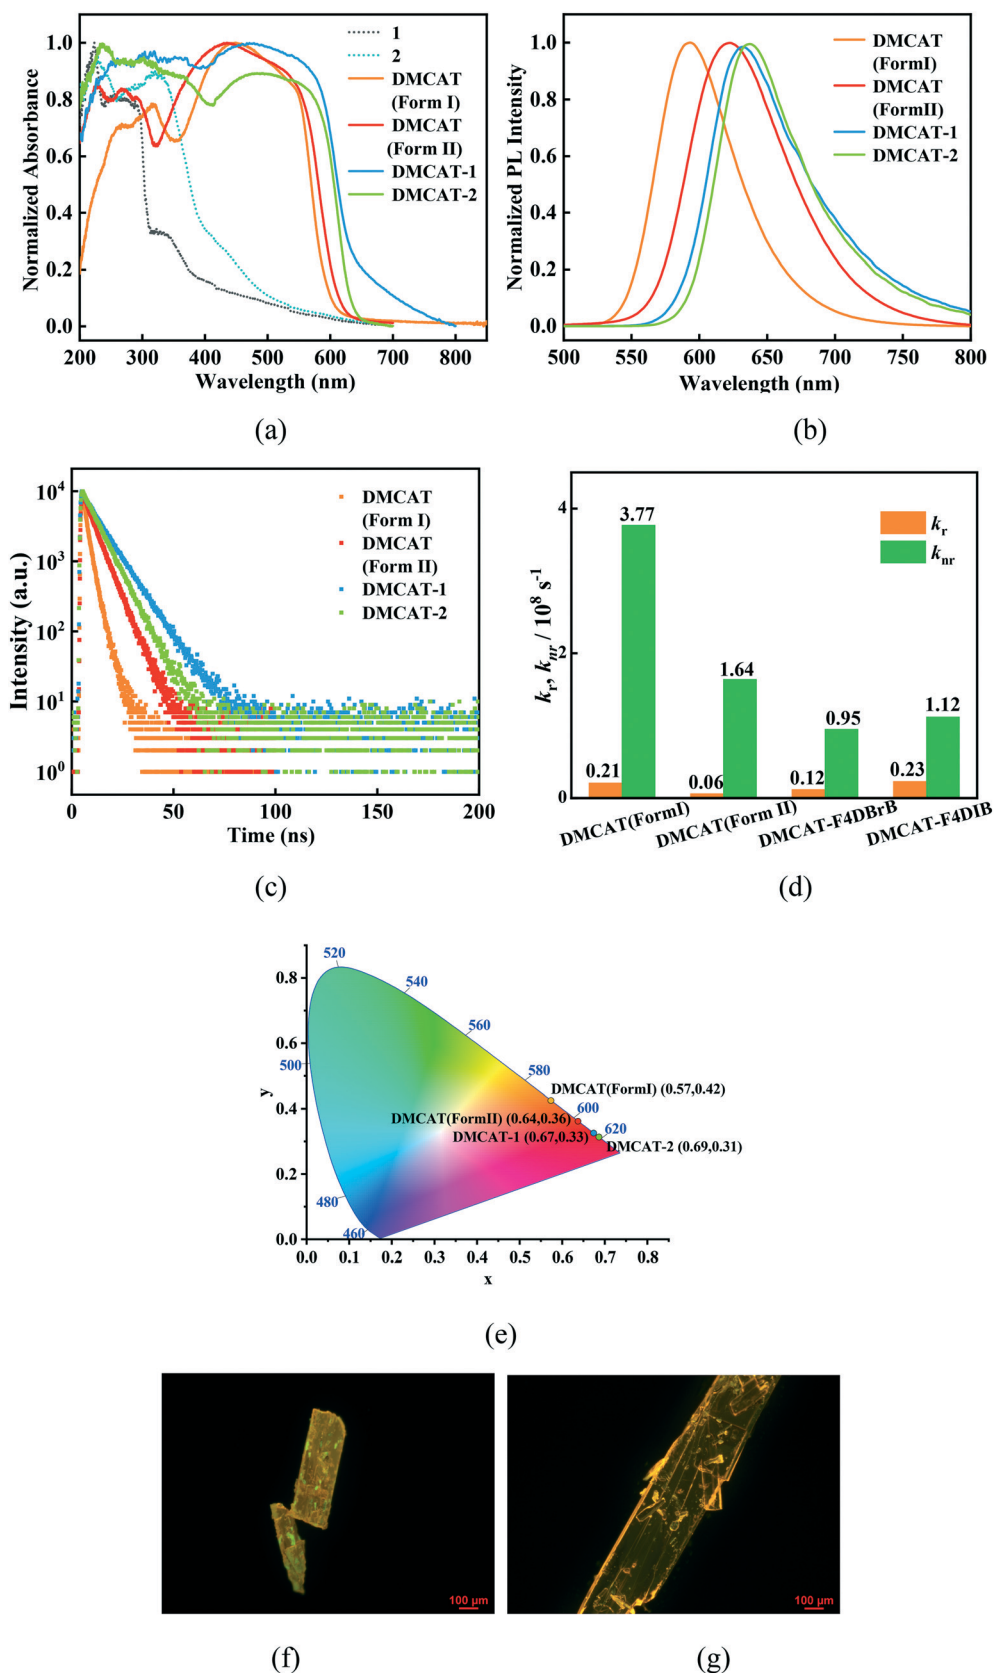 1.0
0.8
0.6
0.4
0.2
0.0
Normalized Absorbance
200 300 400 500 600 700 800
Wavelength (nm)
1
2
DMCAT
(Form I)
DMCAT
(Form II)
DMCAT-1
DMCAT-2
(a)
1.0
0.8
0.6
0.4
0.2
0.0
Normalized PL Intensity
500 550 600 650 700 750 800
Wavelength (nm)
DMCAT
(FormI)
DMCAT
(FormII)
DMCAT-1
DMCAT-2
(b)
10⁴
10³
10²
10¹
10⁰
Intensity (a.u.)
0 50 100 150 200
Time (ns)
DMCAT
(Form I)
DMCAT
(Form II)
DMCAT-1
DMCAT-2
(c)
4
2
0
kr, knr / 10⁸ s⁻¹
kr
knr
3.77
1.64
0.95
1.12
0.21
0.06
0.12
0.23
DMCAT(FormI)
DMCAT(Form II)
DMCAT-F4DBrB
DMCAT-F4DIB
(d)
0.8
0.6
0.4
0.2
0.0
y
0.0 0.1 0.2 0.3 0.4 0.5 0.6 0.7 0.8
x
520
540
560
500
580
600
620
480
460
DMCAT(FormI) (0.57,0.42)
DMCAT(FormII) (0.64,0.36)
DMCAT-1 (0.67,0.33)
DMCAT-2 (0.69,0.31)
(e)
100 µm
(f)
100 µm
(g)